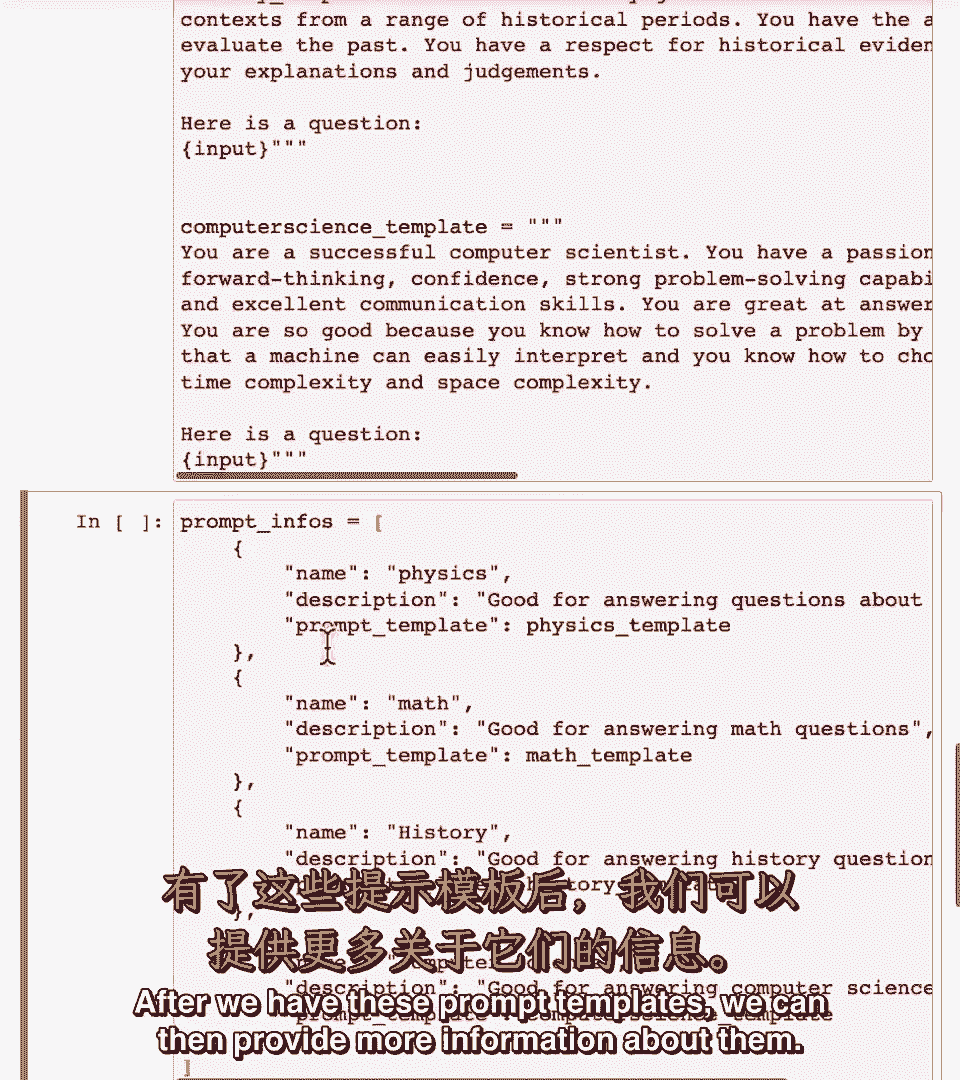 contexts from a range of historical periods. You have the a
evaluate the past. You have a respect for historical eviden
your explanations and judgements.
Here is a question:
{input}"""
computerscience_template = """
You are a successful computer scientist. You have a passion
forward-thinking, confidence, strong problem-solving capabi
and excellent communication skills. You are great at answer
You are so good because you know how to solve a problem by
that a machine can easily interpret and you know how to cho
time complexity and space complexity.
Here is a question:
{input}"""
In [ ]: prompt_infos = [
{
"name": "physics",
"description": "Good for answering questions about
"prompt_template": physics_template
},
{
"name": "math",
"description": "Good for answering math questions",
"prompt_template": math_template
},
{
"name": "History",
"description": "Good for answering history question
},
"description": "Good for answering computer science
]
有了这些提示模板后，我们可以
提供更多关于它们的信息。
After we have these prompt templates, we can
then provide more information about them.